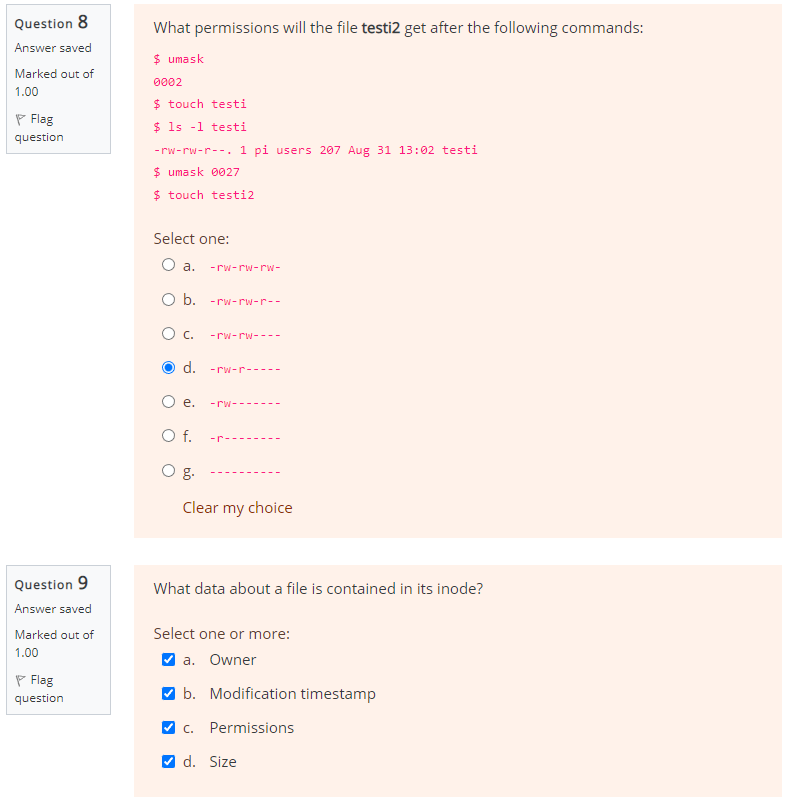 Question 8
Answer saved
Marked out of
1.00
Flag
question
What permissions will the file testi2 get after the following commands:
$ umask
0002
$ touch testi
$ ls -l testi
-rw-rw-r--. 1 pi users 207 Aug 31 13:02 testi
$ umask 0027
$ touch testi2
Select one:
a. -rw-rw-rw-
b. -rw-rw-r--
c. -rw-rw----
d. -rw-r-----
e. -rw-------
f. -r--------
g. ----------
Clear my choice
Question 9
Answer saved
Marked out of
1.00
Flag
question
What data about a file is contained in its inode?
Select one or more:
a. Owner
b. Modification timestamp
c. Permissions
d. Size